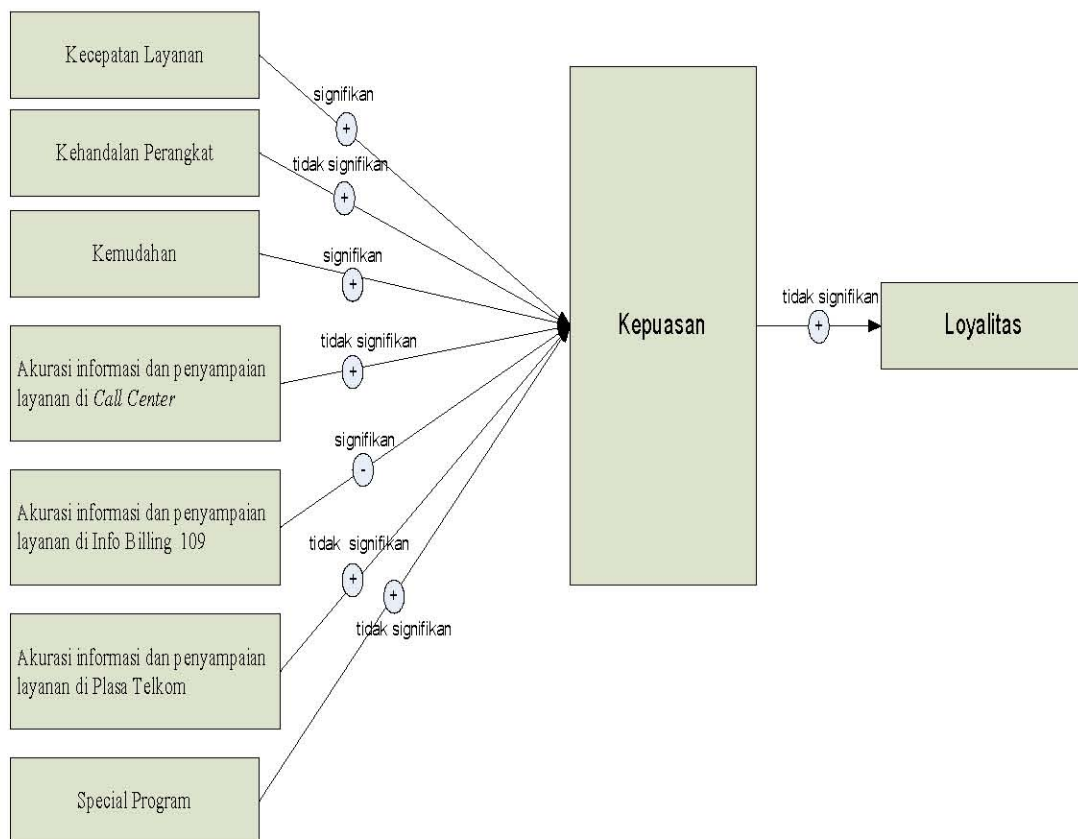 Kecepatan Layanan
signifikan
+
Kehandalan Perangkat
tidak signifikan
+
Kemudahan
signifikan
+
Akurasi informasi dan penyampaian
layanan di Call Center
tidak signifikan
+
Akurasi informasi dan penyampaian
layanan di Info Billing 109
signifikan
-
Akurasi informasi dan penyampaian
layanan di Plasa Telkom
tidak signifikan
+
Special Program
+
tidak signifikan
Kepuasan
tidak signifikan
+
Loyalitas